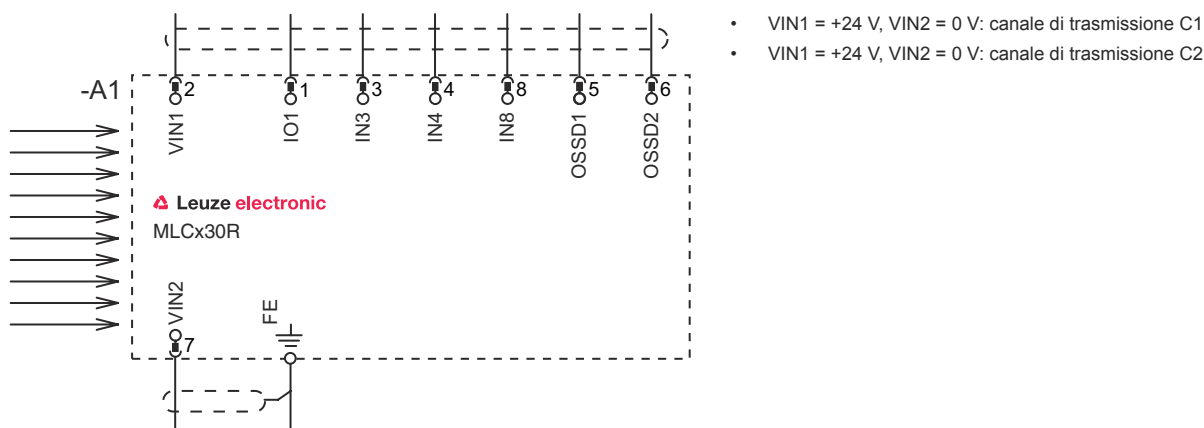 • VIN1 = +24 V, VIN2 = 0 V: canale di trasmissione C1
• VIN1 = +24 V, VIN2 = 0 V: canale di trasmissione C2
-A1
2 1 3 4 8 5 6
VIN1 IO1 IN3 IN4 IN8 OSSD1 OSSD2
Leuze electronic
MLCx30R
VIN2 FE
7